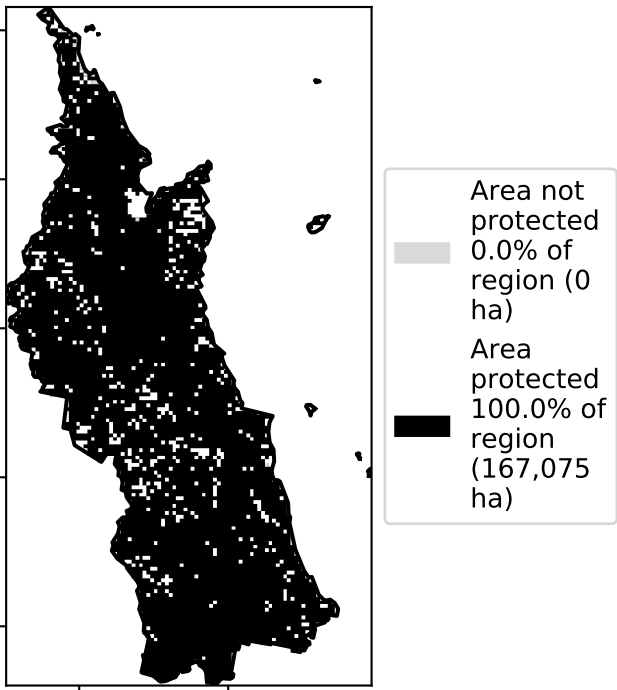 Area not
protected
0.0% of
region (0
ha)
Area
protected
100.0% of
region
(167,075
ha)